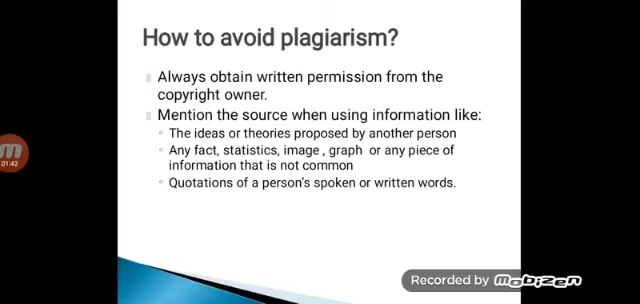 How to avoid plagiarism?
Always obtain written permission from the
copyright owner.
Mention the source when using information like:
The ideas or theories proposed by another person
Any fact, statistics, image , graph or any piece of
information that is not common
Quotations of a person's spoken or written words.
01:42
Recorded by mobizen